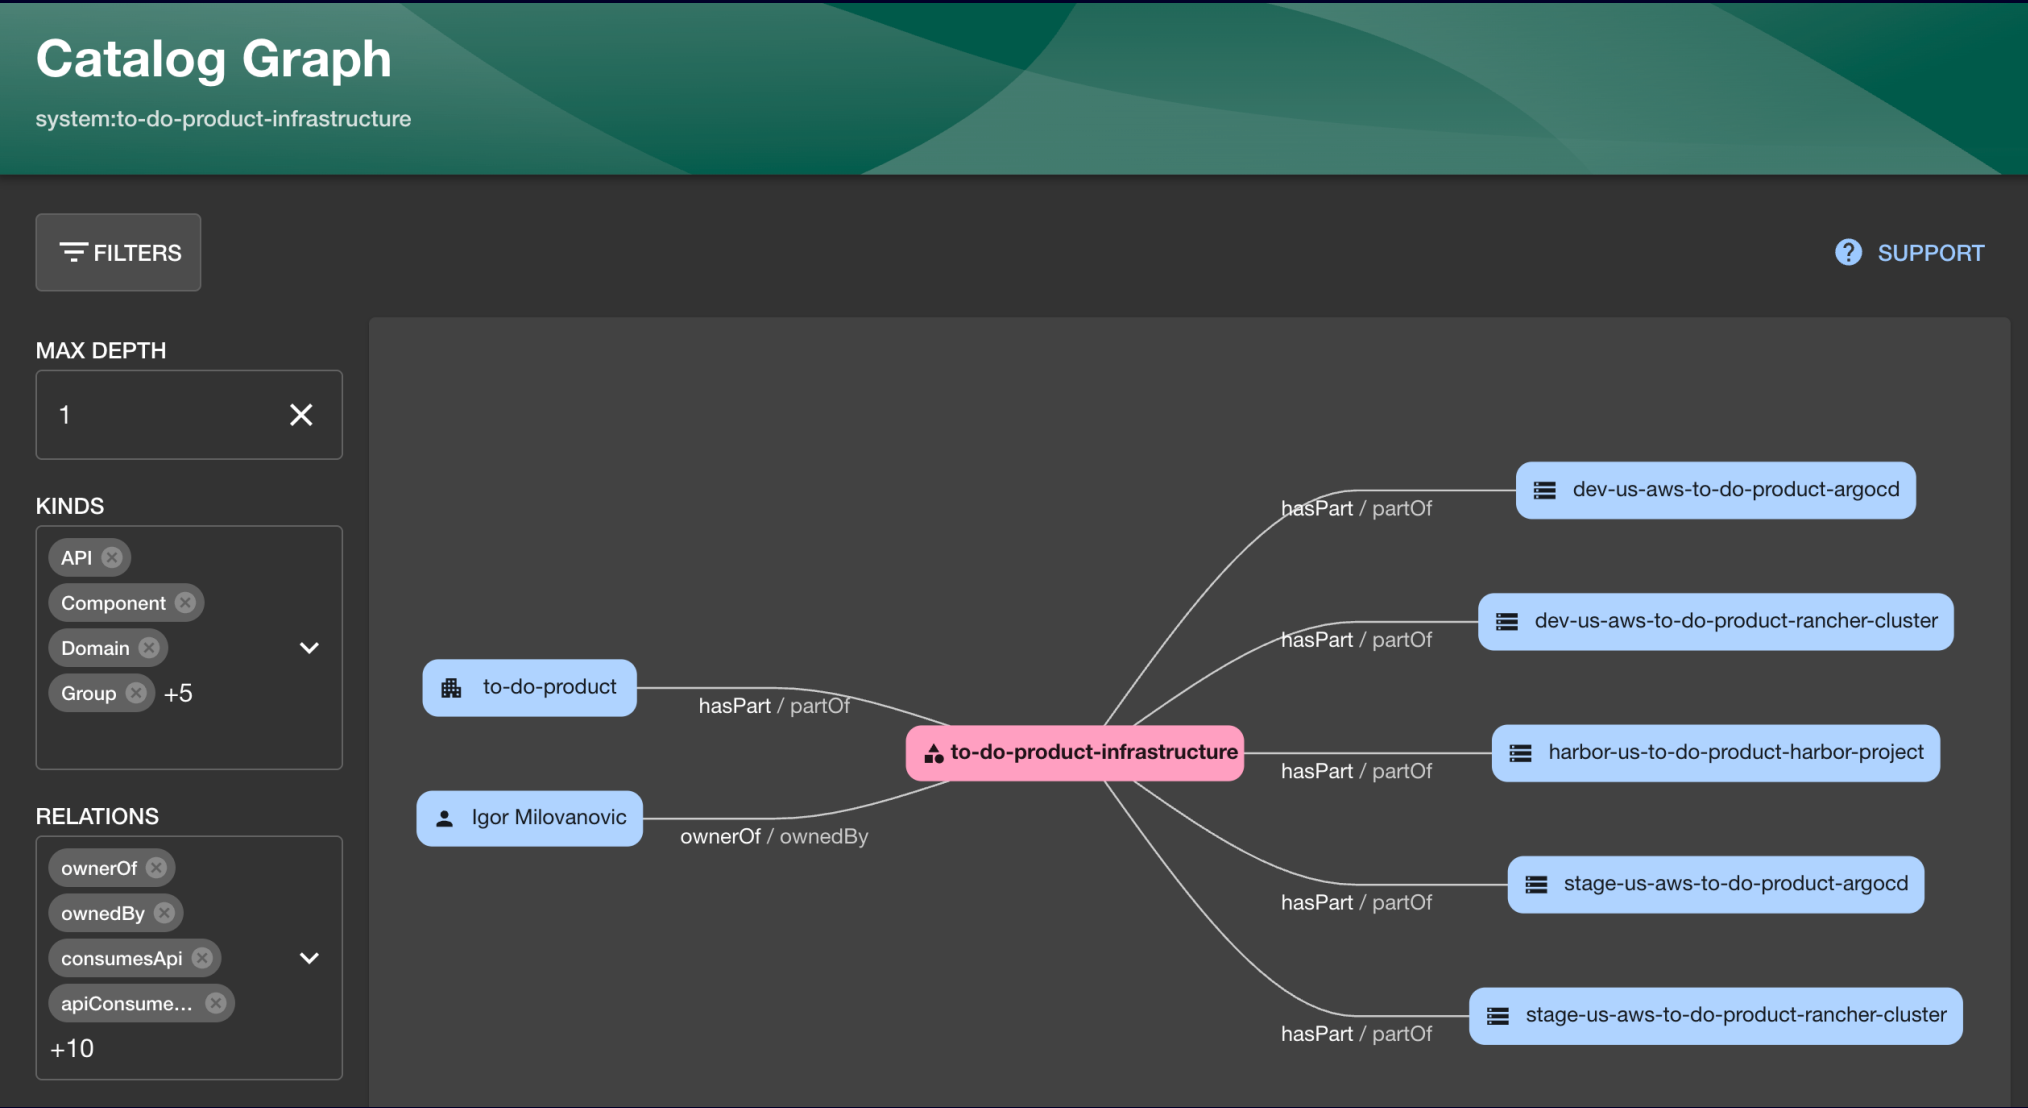 Catalog Graph
system:to-do-product-infrastructure
FILTERS
SUPPORT
MAX DEPTH
1
KINDS
API
Component
Domain
Group +5
RELATIONS
ownerOf
ownedBy
consumesApi
apiConsume...
+10
to-do-product
hasPart / partOf
Igor Milovanovic
ownerOf / ownedBy
to-do-product-infrastructure
hasPart / partOf
dev-us-aws-to-do-product-argocd
hasPart / partOf
dev-us-aws-to-do-product-rancher-cluster
hasPart / partOf
harbor-us-to-do-product-harbor-project
hasPart / partOf
stage-us-aws-to-do-product-argocd
hasPart / partOf
stage-us-aws-to-do-product-rancher-cluster